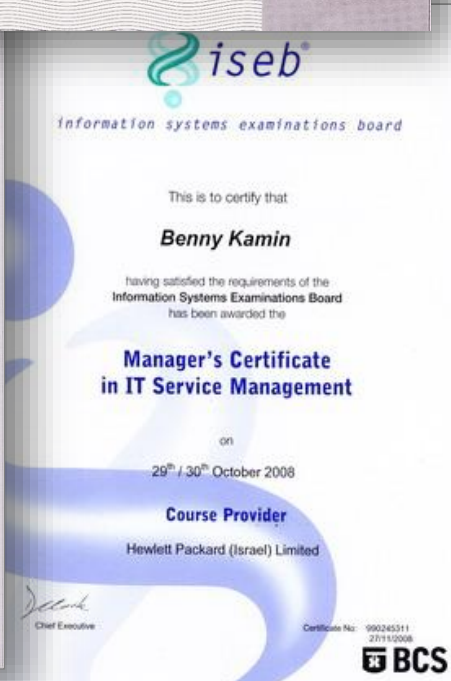 iseb®
information systems examinations board
This is to certify that
Benny Kamin
having satisfied the requirements of the
Information Systems Examinations Board
has been awarded the
Manager's Certificate
in IT Service Management
on
29th / 30th October 2008
Course Provider
Hewlett Packard (Israel) Limited
Chief Executive
Certificate No: 990245311
27/11/2008
BCS